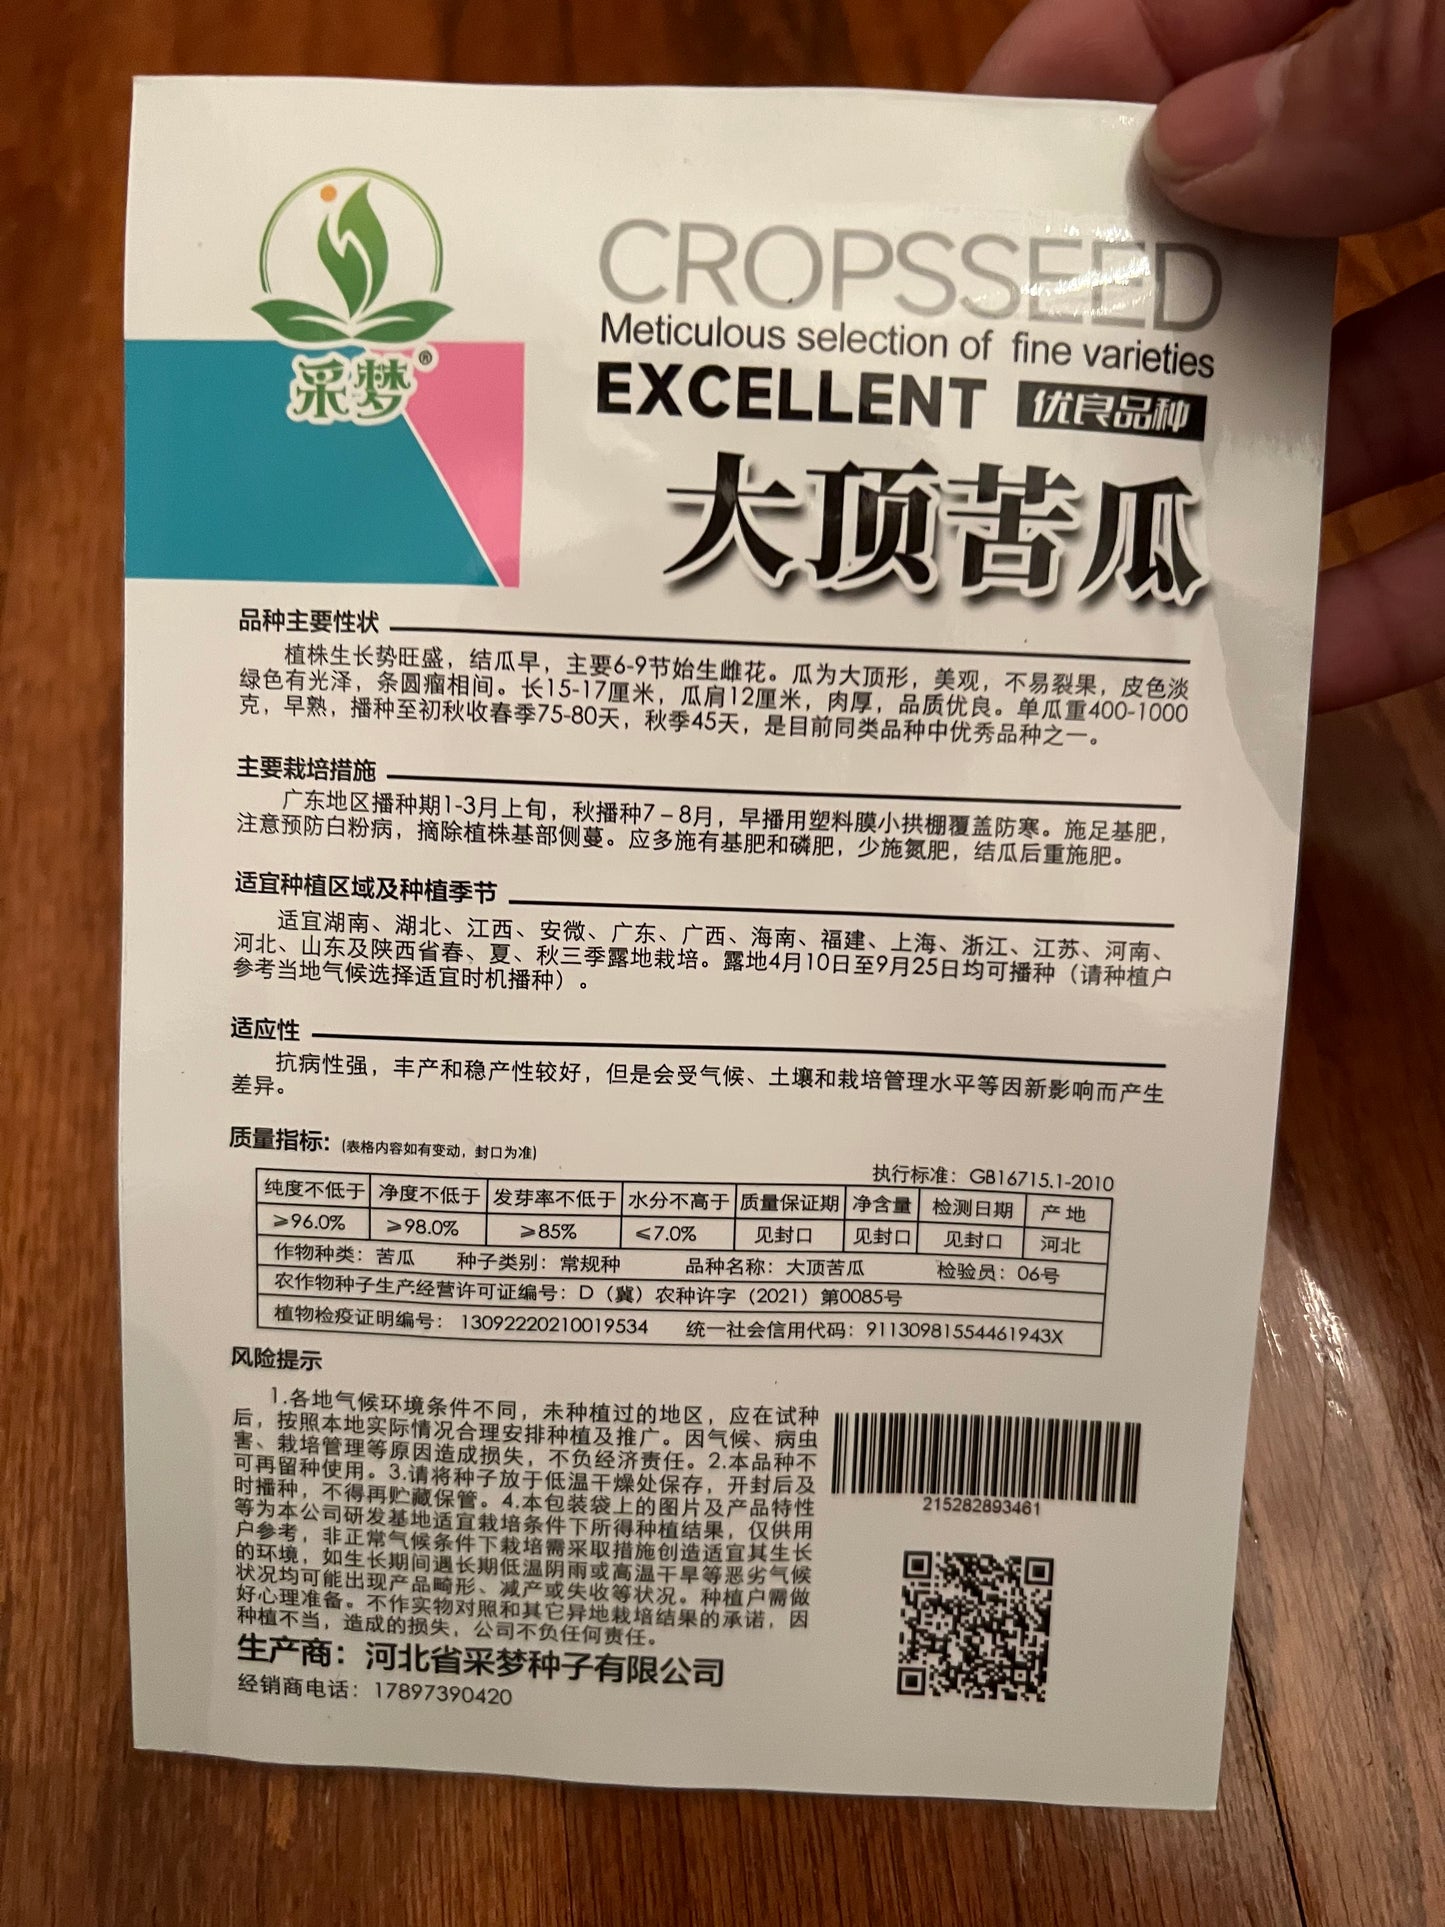 采梦®
CROPSSEED
Meticulous selection of fine varieties
EXCELLENT 优良品种
大顶苦瓜
品种主要性状
植株生长势旺盛，结瓜早，主要6-9节始生雌花。瓜为大顶形，美观，不易裂果，皮色淡
绿色有光泽，条圆瘤相间。长15-17厘米，瓜肩12厘米，肉厚，品质优良。单瓜重400-1000
克，早熟，播种至初秋收春季75-80天，秋季45天，是目前同类品种中优秀品种之一。
主要栽培措施
广东地区播种期1-3月上旬，秋播种7－8月，早播用塑料膜小拱棚覆盖防寒。施足基肥，
注意预防白粉病，摘除植株基部侧蔓。应多施有基肥和磷肥，少施氮肥，结瓜后重施肥。
适宜种植区域及种植季节
适宜湖南、湖北、江西、安微、广东、广西、海南、福建、上海、浙江、江苏、河南、
河北、山东及陕西省春、夏、秋三季露地栽培。露地4月10日至9月25日均可播种（请种植户
参考当地气候选择适宜时机播种）。
适应性
抗病性强，丰产和稳产性较好，但是会受气候、土壤和栽培管理水平等因新影响而产生
差异。
质量指标:（表格内容如有变动，封口为准）
执行标准：GB16715.1-2010
纯度不低于 净度不低于 发芽率不低于 水分不高于 质量保证期 净含量 检测日期 产地
≥96.0% ≥98.0% ≥85% ≤7.0% 见封口 见封口 见封口 河北
作物种类：苦瓜 种子类别：常规种 品种名称：大顶苦瓜 检验员：06号
农作物种子生产经营许可证编号：D（冀）农种许字（2021）第0085号
植物检疫证明编号：13092220210019534 统一社会信用代码：91130981554461943X
风险提示
1.各地气候环境条件不同，未种植过的地区，应在试种
后，按照本地实际情况合理安排种植及推广。因气候、病虫
害、栽培管理等原因造成损失，不负经济责任。2.本品种不
可再留种使用。3.请将种子放于低温干燥处保存，开封后及
时播种，不得再贮藏保管。4.本包装袋上的图片及产品特性
等为本公司研发基地适宜栽培条件下所得种植结果，仅供用
户参考，非正常气候条件下栽培需采取措施创造适宜其生长
的环境，如生长期间遇长期低温阴雨或高温干旱等恶劣气候
状况均可能出现产品畸形、减产或失收等状况。种植户需做
好心理准备。不作实物对照和其它异地栽培结果的承诺，因
种植不当，造成的损失，公司不负任何责任。
215282893461
生产商：河北省采梦种子有限公司
经销商电话：17897390420